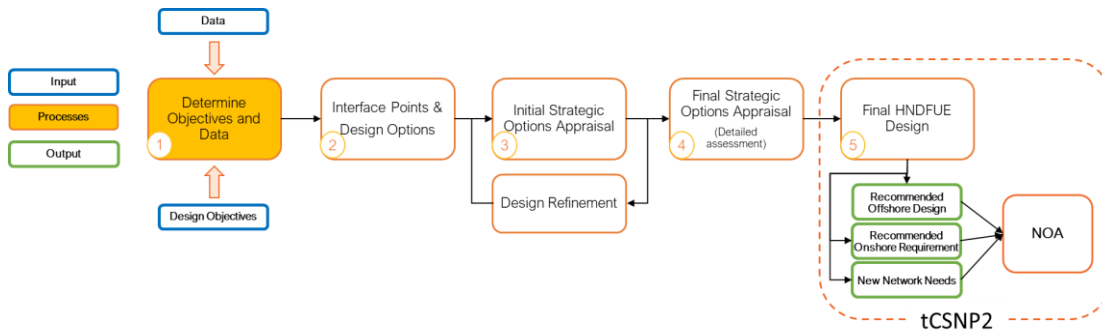 Data
Input
Processes
Output
Determine
Objectives and
Data
1
Design Objectives
Interface Points &
Design Options
2
Initial Strategic
Options Appraisal
3
Design Refinement
Final Strategic
Options Appraisal
(Detailed
assessment)
4
Final HNDFUE
Design
5
Recommended
Offshore Design
Recommended
Onshore Requirement
New Network Needs
NOA
tCSNP2